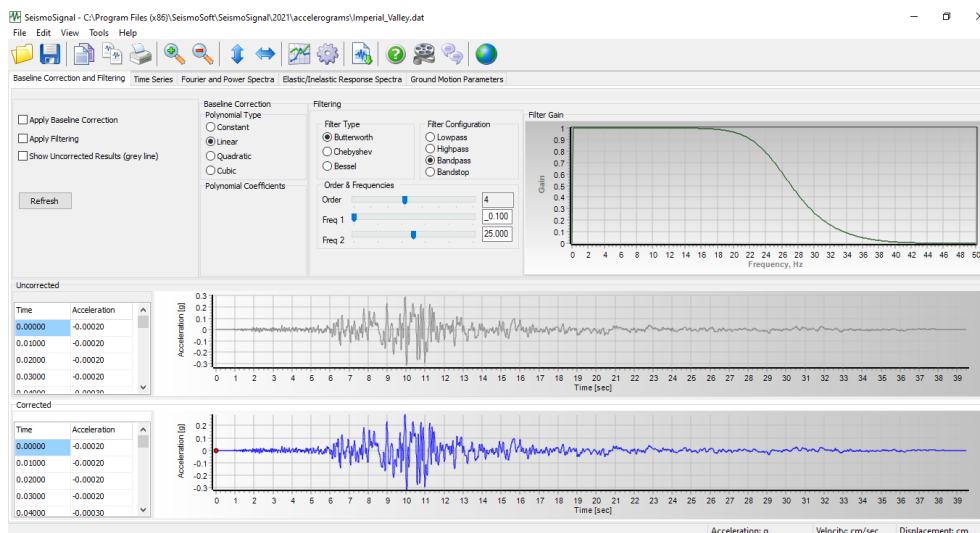 SeismoSignal - C:\Program Files (x86)\SeismoSoft\SeismoSignal\2021\accelerograms\Imperial_Valley.dat
File Edit View Tools Help
Baseline Correction and Filtering Time Series Fourier and Power Spectra Elastic/Inelastic Response Spectra Ground Motion Parameters
Apply Baseline Correction
Apply Filtering
Show Uncorrected Results (grey line)
Refresh
Baseline Correction
Polynomial Type
Constant
Linear
Quadratic
Cubic
Polynomial Coefficients
Filtering
Filter Type
Butterworth
Chebyshev
Bessel
Filter Configuration
Lowpass
Highpass
Bandpass
Bandstop
Order & Frequencies
Order 4
Freq 1 _0.100
Freq 2 25.000
Filter Gain
Gain
1
0.9
0.8
0.7
0.6
0.5
0.4
0.3
0.2
0.1
0
0 2 4 6 8 10 12 14 16 18 20 22 24 26 28 30 32 34 36 38 40 42 44 46 48 50
Frequency, Hz
Uncorrected
Time Acceleration
0.00000 -0.00020
0.01000 -0.00020
0.02000 -0.00020
0.03000 -0.00020
Acceleration [g]
0.3
0.2
0.1
0
-0.1
-0.2
-0.3
0 1 2 3 4 5 6 7 8 9 10 11 12 13 14 15 16 17 18 19 20 21 22 23 24 25 26 27 28 29 30 31 32 33 34 35 36 37 38 39
Time [sec]
Corrected
Time Acceleration
0.00000 -0.00020
0.01000 -0.00020
0.02000 -0.00020
0.03000 -0.00020
0.04000 -0.00030
Acceleration [g]
0.2
0.1
0
-0.1
-0.2
-0.3
0 1 2 3 4 5 6 7 8 9 10 11 12 13 14 15 16 17 18 19 20 21 22 23 24 25 26 27 28 29 30 31 32 33 34 35 36 37 38 39
Time [sec]
Acceleration: g Velocity: cm/sec Displacement: cm